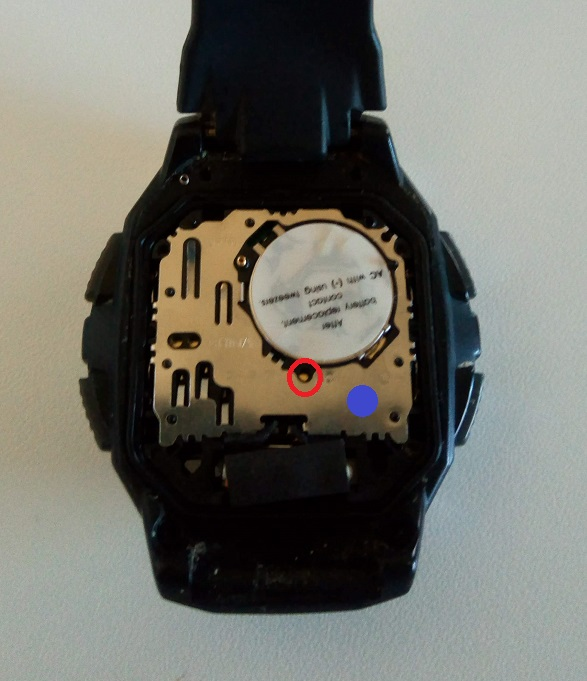 After
battery replacement,
contact
AC with (-) using tweezers